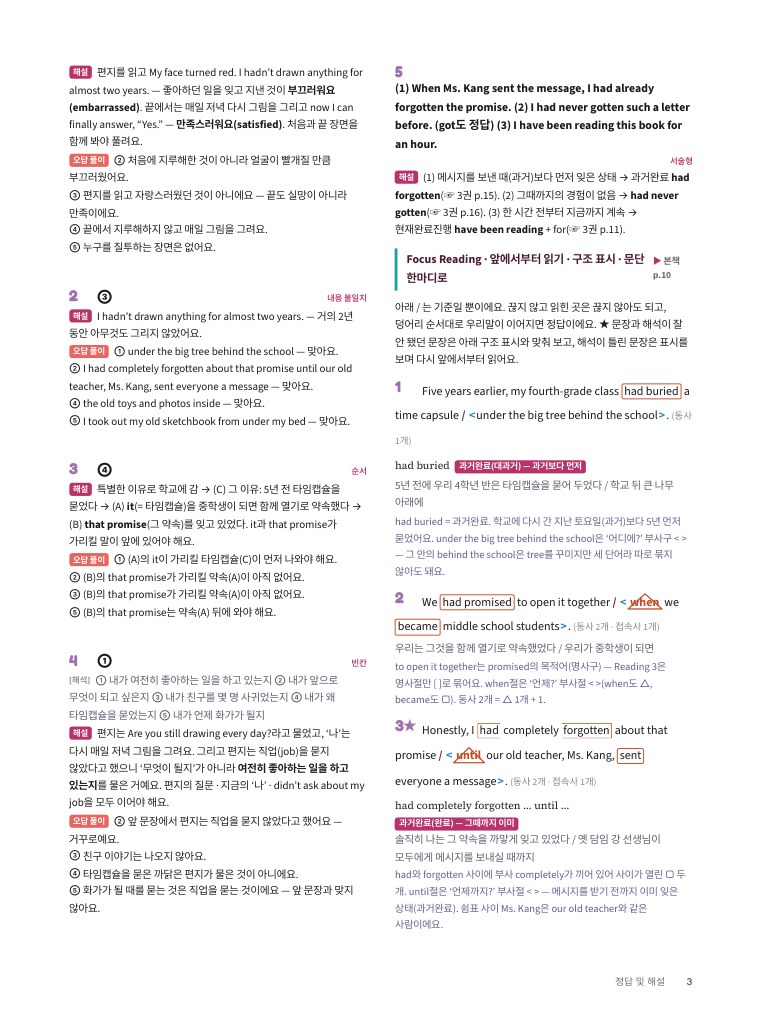 해설 편지를 읽고 My face turned red. I hadn't drawn anything for
almost two years. — 좋아하던 일을 잊고 지낸 것이 부끄러워요
(embarrassed). 끝에서는 매일 저녁 다시 그림을 그리고 now I can
finally answer, “Yes.” — 만족스러워요(satisfied). 처음과 끝 장면을
함께 봐야 풀려요.
오답 풀이 ② 처음에 지루해한 것이 아니라 얼굴이 빨개질 만큼
부끄러웠어요.
③ 편지를 읽고 자랑스러웠던 것이 아니에요 — 끝도 실망이 아니라
만족이에요.
④ 끝에서 지루해하지 않고 매일 그림을 그려요.
⑤ 누구를 질투하는 장면은 없어요.
2 ③ 내용 불일치
해설 I hadn't drawn anything for almost two years. — 거의 2년
동안 아무것도 그리지 않았어요.
오답 풀이 ① under the big tree behind the school — 맞아요.
② I had completely forgotten about that promise until our old
teacher, Ms. Kang, sent everyone a message — 맞아요.
④ the old toys and photos inside — 맞아요.
⑤ I took out my old sketchbook from under my bed — 맞아요.
3 ④ 순서
해설 특별한 이유로 학교에 감 → (C) 그 이유: 5년 전 타임캡슐을
묻었다 → (A) it(= 타임캡슐)을 중학생이 되면 함께 열기로 약속했다 →
(B) that promise(그 약속)를 잊고 있었다. it과 that promise가
가리킬 말이 앞에 있어야 해요.
오답 풀이 ① (A)의 it이 가리킬 타임캡슐(C)이 먼저 나와야 해요.
② (B)의 that promise가 가리킬 약속(A)이 아직 없어요.
③ (B)의 that promise가 가리킬 약속(A)이 아직 없어요.
⑤ (B)의 that promise는 약속(A) 뒤에 와야 해요.
4 ① 빈칸
[해석] ① 내가 여전히 좋아하는 일을 하고 있는지 ② 내가 앞으로
무엇이 되고 싶은지 ③ 내가 친구를 몇 명 사귀었는지 ④ 내가 왜
타임캡슐을 묻었는지 ⑤ 내가 언제 화가가 될지
해설 편지는 Are you still drawing every day?라고 물었고, ‘나’는
다시 매일 저녁 그림을 그려요. 그리고 편지는 직업(job)을 묻지
않았다고 했으니 ‘무엇이 될지’가 아니라 여전히 좋아하는 일을 하고
있는지를 물은 거예요. 편지의 질문 · 지금의 ‘나’ · didn't ask about my
job을 모두 이어야 해요.
오답 풀이 ② 앞 문장에서 편지는 직업을 묻지 않았다고 했어요 —
거꾸로예요.
③ 친구 이야기는 나오지 않아요.
④ 타임캡슐을 묻은 까닭은 편지가 물은 것이 아니에요.
⑤ 화가가 될 때를 묻는 것은 직업을 묻는 것이에요 — 앞 문장과 맞지
않아요.
5
(1) When Ms. Kang sent the message, I had already
forgotten the promise. (2) I had never gotten such a letter
before. (got도 정답) (3) I have been reading this book for
an hour.
서술형
해설 (1) 메시지를 보낸 때(과거)보다 먼저 잊은 상태 → 과거완료 had
forgotten(☞ 3권 p.15). (2) 그때까지의 경험이 없음 → had never
gotten(☞ 3권 p.16). (3) 한 시간 전부터 지금까지 계속 →
현재완료진행 have been reading + for(☞ 3권 p.11).
Focus Reading · 앞에서부터 읽기 · 구조 표시 · 문단 ▶ 본책
한마디로 p.10
아래 / 는 기준일 뿐이에요. 끊지 않고 읽힌 곳은 끊지 않아도 되고,
덩어리 순서대로 우리말이 이어지면 정답이에요. ★ 문장과 해석이 잘
안 됐던 문장은 아래 구조 표시와 맞춰 보고, 해석이 틀린 문장은 표시를
보며 다시 앞에서부터 읽어요.
1 Five years earlier, my fourth-grade class had buried a
time capsule / <under the big tree behind the school>. (동사
1개)
had buried 과거완료(대과거) — 과거보다 먼저
5년 전에 우리 4학년 반은 타임캡슐을 묻어 두었다 / 학교 뒤 큰 나무
아래에
had buried = 과거완료. 학교에 다시 간 지난 토요일(과거)보다 5년 먼저
묻었어요. under the big tree behind the school은 ‘어디에?’ 부사구 < >
— 그 안의 behind the school은 tree를 꾸미지만 세 단어라 따로 묶지
않아도 돼요.
2 We had promised to open it together / < when we
became middle school students>. (동사 2개 · 접속사 1개)
우리는 그것을 함께 열기로 약속했었다 / 우리가 중학생이 되면
to open it together는 promised의 목적어(명사구) — Reading 3은
명사절만 [ ]로 묶어요. when절은 ‘언제?’ 부사절 < >(when도 △,
became도 ▢). 동사 2개 = △ 1개 + 1.
3★ Honestly, I had completely forgotten about that
promise / < until our old teacher, Ms. Kang, sent
everyone a message>. (동사 2개 · 접속사 1개)
had completely forgotten ... until ...
과거완료(완료) — 그때까지 이미
솔직히 나는 그 약속을 까맣게 잊고 있었다 / 옛 담임 강 선생님이
모두에게 메시지를 보내실 때까지
had와 forgotten 사이에 부사 completely가 끼어 있어 사이가 열린 ▢ 두
개. until절은 ‘언제까지?’ 부사절 < > — 메시지를 받기 전까지 이미 잊은
상태(과거완료). 쉼표 사이 Ms. Kang은 our old teacher와 같은
사람이에요.
정답 및 해설 3